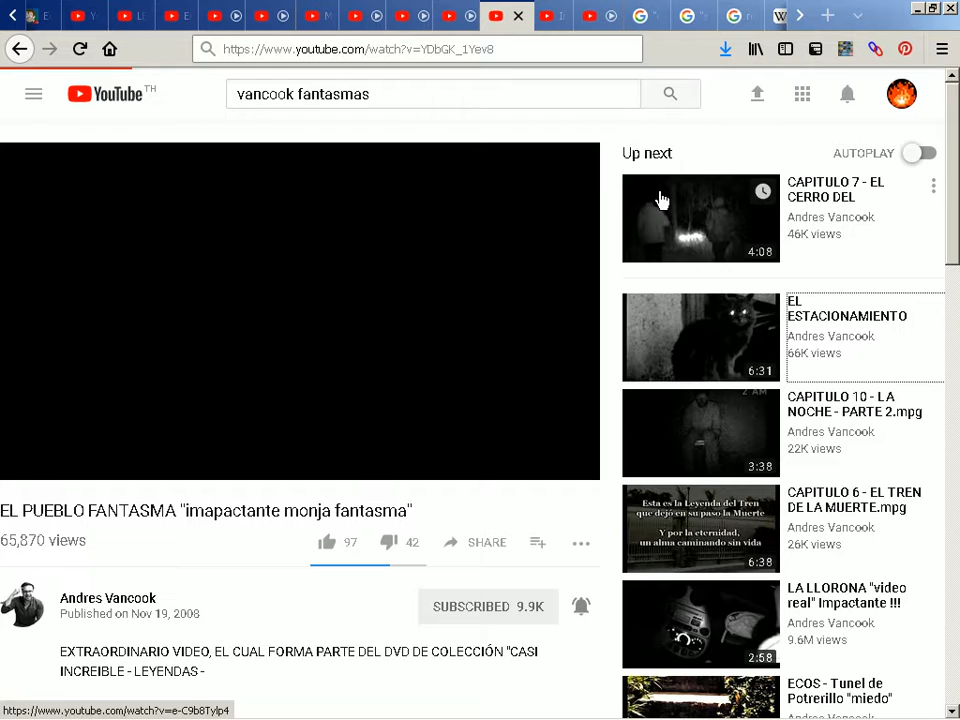 https://www.youtube.com/watch?v=YDbGK_1Yev8
YouTube TH
vancook fantasmas
Up next
AUTOPLAY
CAPITULO 7 - EL
CERRO DEL
Andres Vancook
46K views
4:08
EL
ESTACIONAMIENTO
Andres Vancook
66K views
6:31
CAPITULO 10 - LA
NOCHE - PARTE 2.mpg
Andres Vancook
22K views
2 AM
3:38
CAPITULO 6 - EL TREN
DE LA MUERTE.mpg
Andres Vancook
26K views
Esta es la Leyenda del Tren
que dejó en su paso la Muerte
Y por la eternidad,
un alma caminando sin vida
6:38
LA LLORONA "video
real" Impactante !!!
Andres Vancook
9.6M views
2:58
ECOS - Tunel de
Potrerillo "miedo"
EL PUEBLO FANTASMA "imapactante monja fantasma"
65,870 views
97
42
SHARE
Andres Vancook
Published on Nov 19, 2008
SUBSCRIBED 9.9K
EXTRAORDINARIO VIDEO, EL CUAL FORMA PARTE DEL DVD DE COLECCIÓN "CASI
INCREIBLE - LEYENDAS -
https://www.youtube.com/watch?v=e-C9b8Tylp4